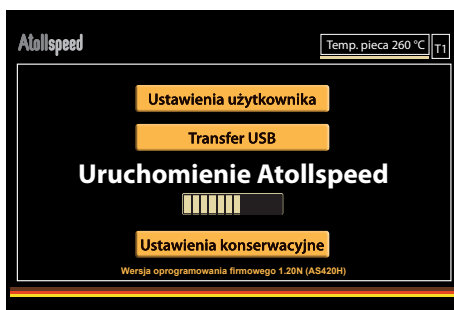 Atollspeed
Temp. pieca 260 °C
T1
Ustawienia użytkownika
Transfer USB
Uruchomienie Atollspeed
Ustawienia konserwacyjne
Wersja oprogramowania firmowego 1.20N (AS420H)